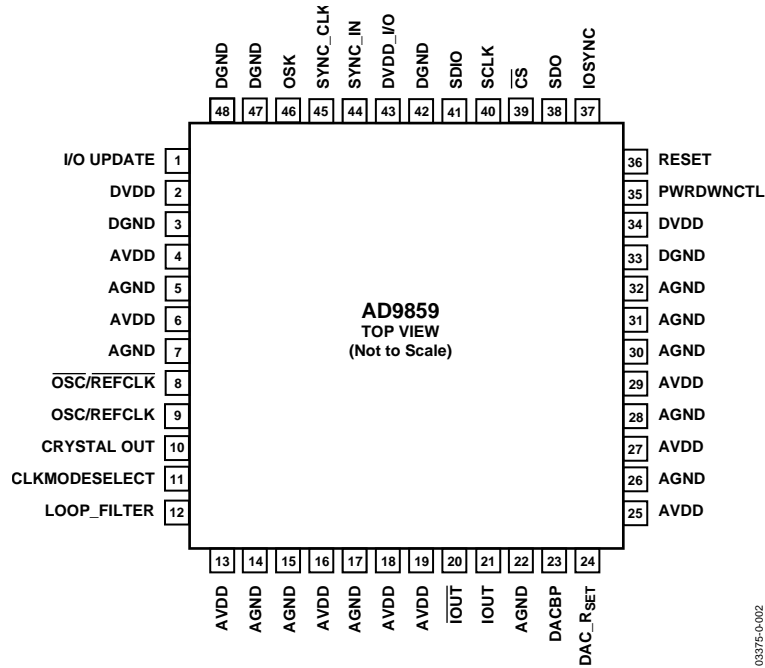 DGND
DGND
OSK
SYNC_CLK
SYNC_IN
DVDD_I/O
DGND
SDIO
SCLK
CS
SDO
IOSYNC
48
47
46
45
44
43
42
41
40
39
38
37
I/O UPDATE 1
DVDD 2
DGND 3
AVDD 4
AGND 5
AVDD 6
AGND 7
OSC/REFCLK 8
OSC/REFCLK 9
CRYSTAL OUT 10
CLKMODESELECT 11
LOOP_FILTER 12
AD9859
TOP VIEW
(Not to Scale)
36 RESET
35 PWRDWNCTL
34 DVDD
33 DGND
32 AGND
31 AGND
30 AGND
29 AVDD
28 AGND
27 AVDD
26 AGND
25 AVDD
13
14
15
16
17
18
19
20
21
22
23
24
AVDD
AGND
AGND
AVDD
AGND
AVDD
AVDD
IOUT
IOUT
AGND
DACBP
DAC_RSET
03375-0-002